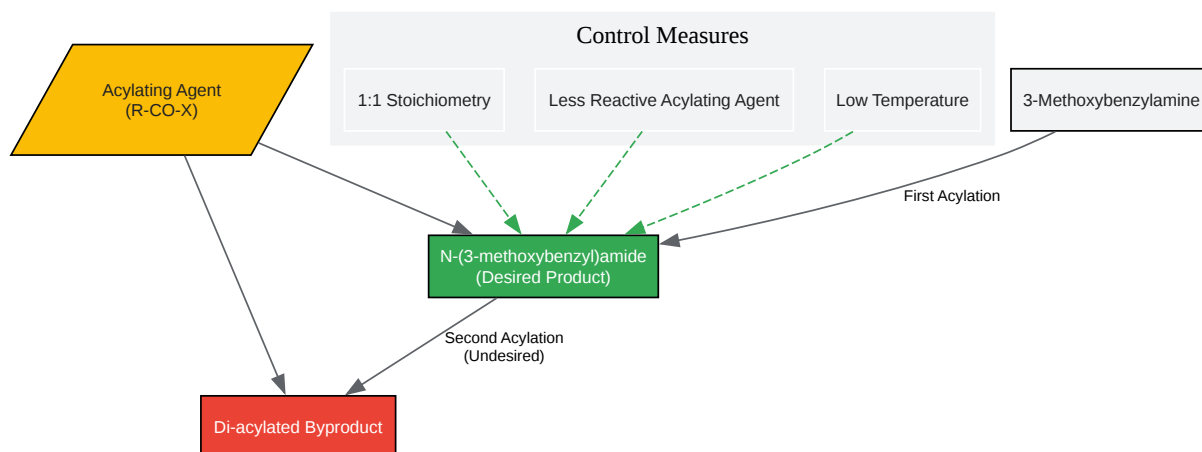 Control Measures
Acylating Agent
(R-CO-X)
1:1 Stoichiometry
Less Reactive Acylating Agent
Low Temperature
3-Methoxybenzylamine
First Acylation
N-(3-methoxybenzyl)amide
(Desired Product)
Second Acylation
(Undesired)
Di-acylated Byproduct